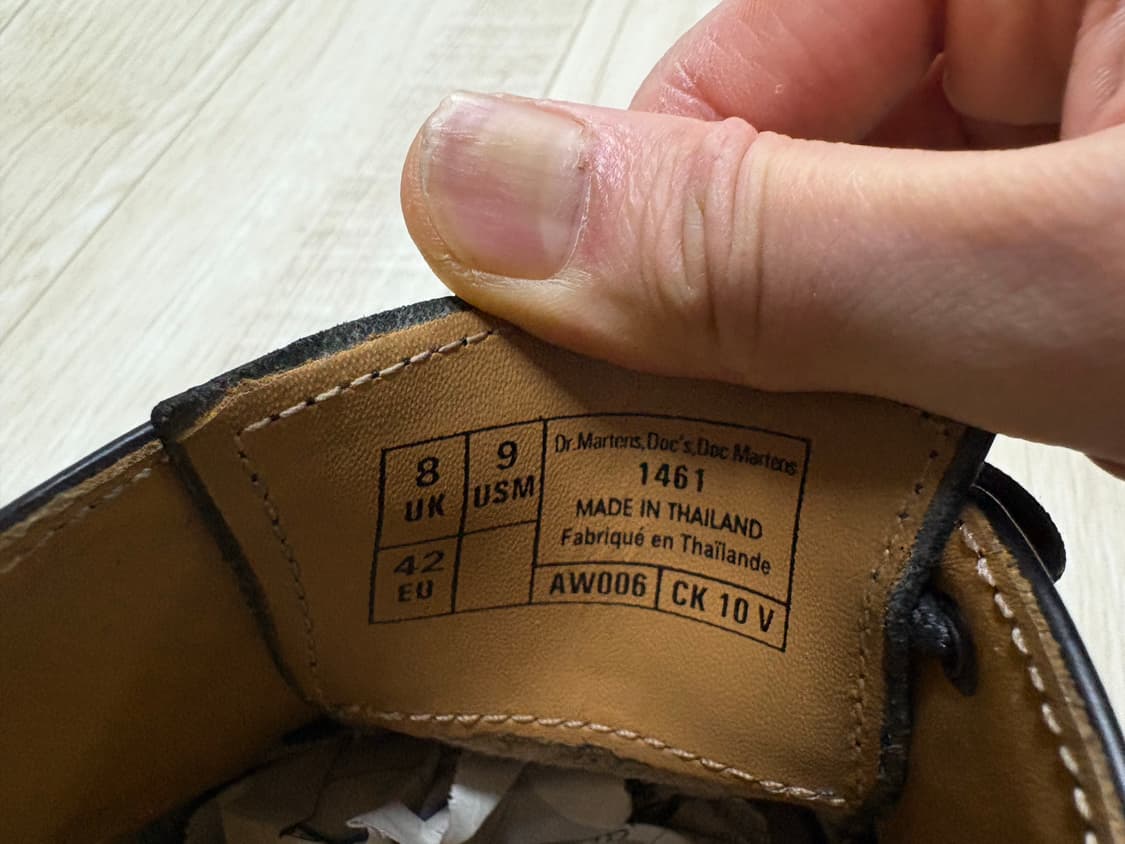 8
UK
9
USM
42
EU
Dr.Martens,Doc's,Doc Martens
1461
MADE IN THAILAND
Fabriqué en Thaïlande
AW006
CK 10 V